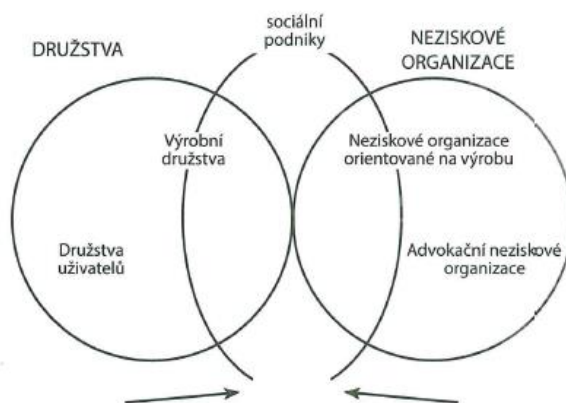 sociální
podniky
DRUŽSTVA
NEZISKOVÉ
ORGANIZACE
Výrobní
družstva
Neziskové organizace
orientované na výrobu
Družstva
uživatelů
Advokační neziskové
organizace